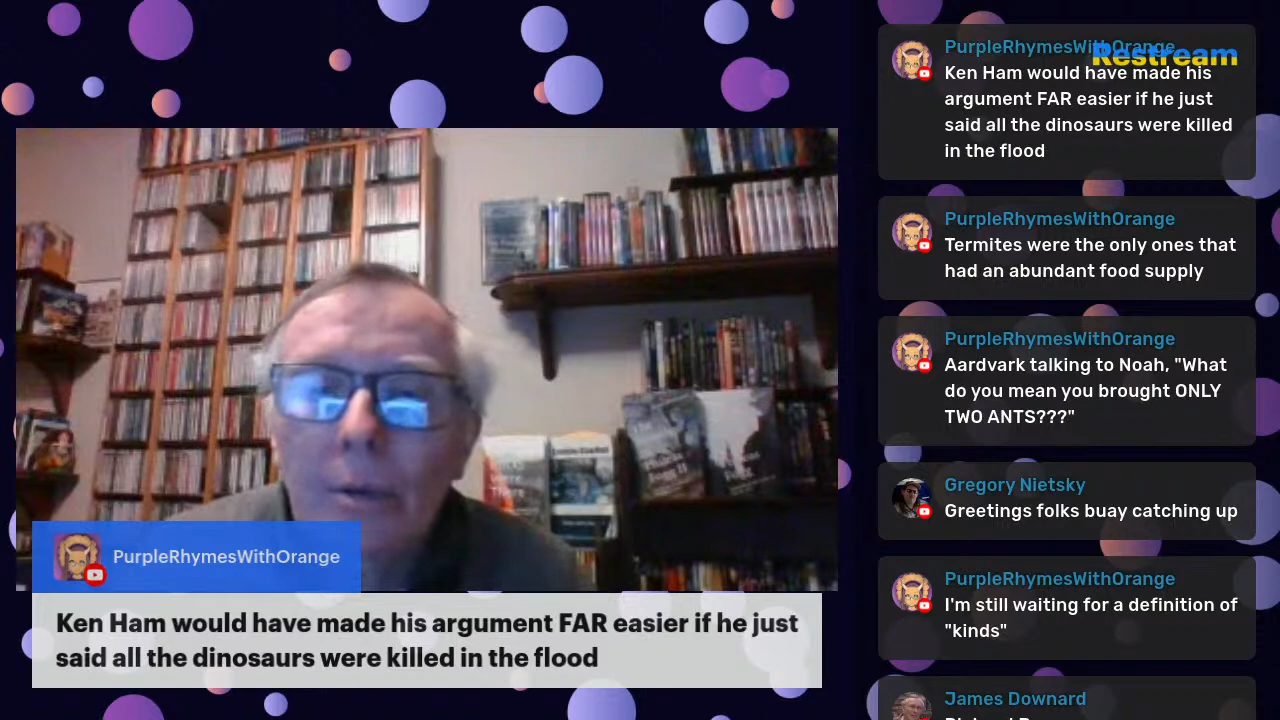 PurpleRhymesWithOrange
Restream
Ken Ham would have made his
argument FAR easier if he just
said all the dinosaurs were killed
in the flood
PurpleRhymesWithOrange
Termites were the only ones that
had an abundant food supply
PurpleRhymesWithOrange
Aardvark talking to Noah, "What
do you mean you brought ONLY
TWO ANTS???"
Gregory Nietsky
Greetings folks buay catching up
PurpleRhymesWithOrange
I'm still waiting for a definition of
"kinds"
James Downard
PurpleRhymesWithOrange
Ken Ham would have made his argument FAR easier if he just
said all the dinosaurs were killed in the flood